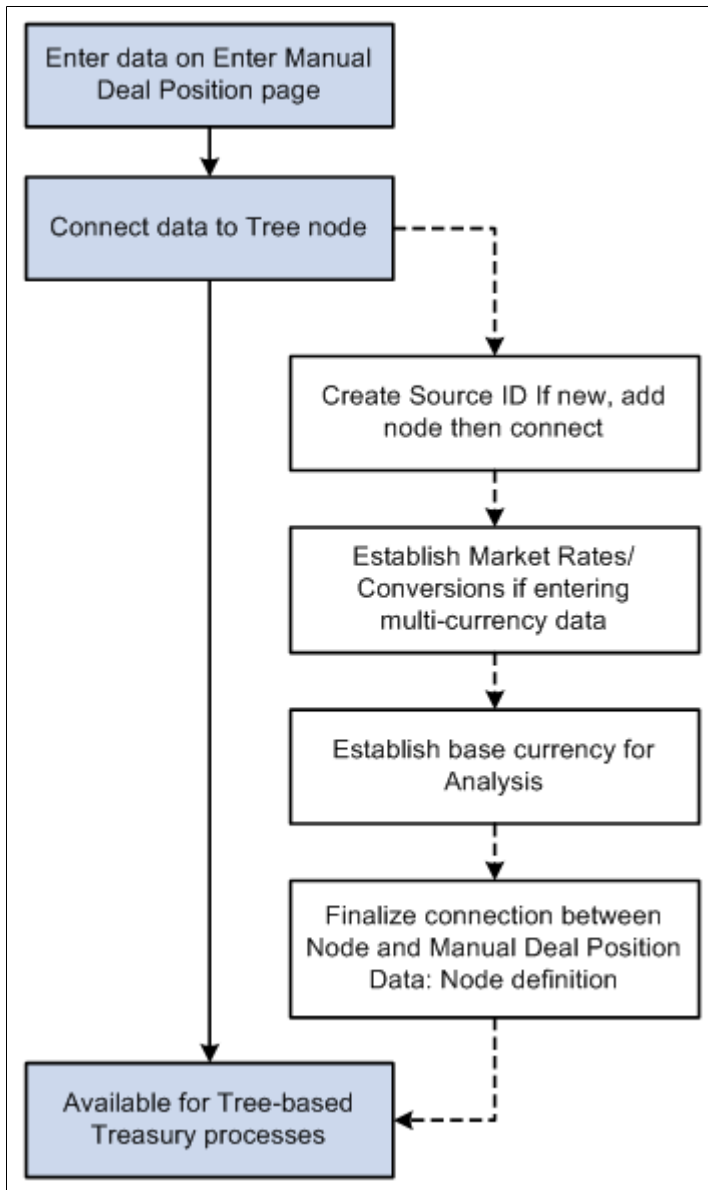 Enter data on Enter Manual
Deal Position page
Connect data to Tree node
Create Source ID If new, add
node then connect
Establish Market Rates/
Conversions if entering
multi-currency data
Establish base currency for
Analysis
Finalize connection between
Node and Manual Deal Position
Data: Node definition
Available for Tree-based
Treasury processes